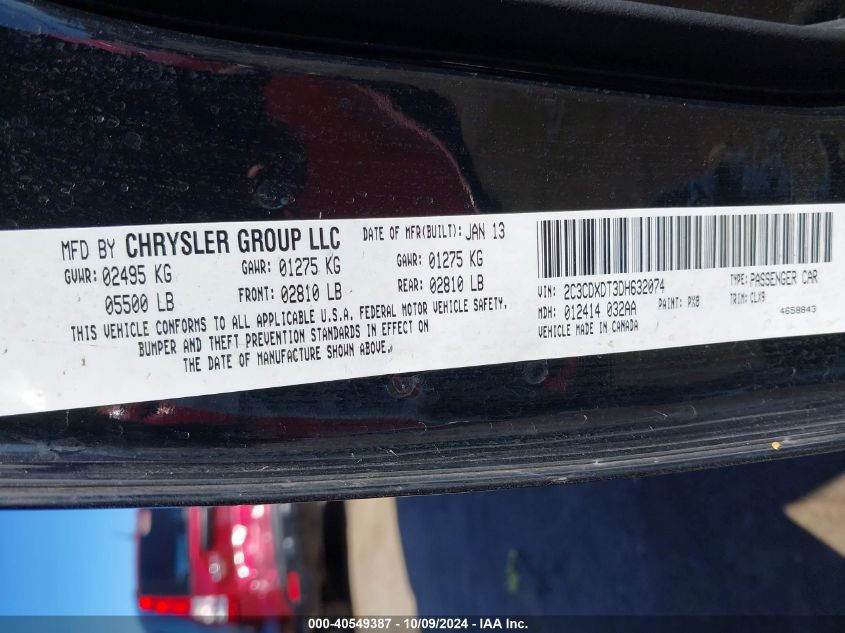 MFD BY CHRYSLER GROUP LLC
DATE OF MFR(BUILT): JAN 13
GVWR: 02495 KG
GAWR: 01275 KG
GAWR: 01275 KG
05500 LB
FRONT: 02810 LB
REAR: 02810 LB
THIS VEHICLE CONFORMS TO ALL APPLICABLE U.S.A. FEDERAL MOTOR VEHICLE SAFETY,
BUMPER AND THEFT PREVENTION STANDARDS IN EFFECT ON
THE DATE OF MANUFACTURE SHOWN ABOVE.
VIN: 2C3CDXDT3DH632074
TYPE: PASSENGER CAR
MDH: 012414 032AA
PAINT: PX8
TRIM: CLX9
VEHICLE MADE IN CANADA
4658843
000-40549387 - 10/09/2024 - IAA Inc.